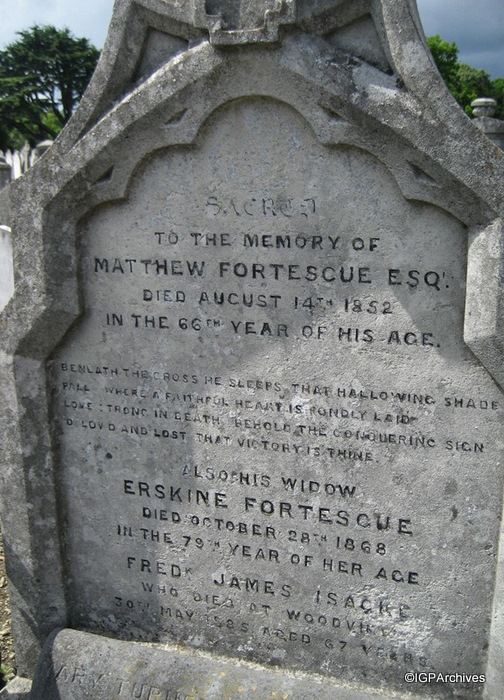 SACRED
TO THE MEMORY OF
MATTHEW FORTESCUE ESQR.
DIED AUGUST 14TH 1852
IN THE 66TH YEAR OF HIS AGE.
BENEATH THE CROSS HE SLEEPS, THAT HALLOWING SHADE
FALL WHERE A FAITHFUL HEART IS FONDLY LAID
LOVE STRONG IN DEATH BEHOLD THE CONQUERING SIGN
O LOVD AND LOST THAT VICTORY IS THINE.
ALSO HIS WIDOW
ERSKINE FORTESCUE
DIED OCTOBER 28TH 1868
IN THE 79TH YEAR OF HER AGE
FREDK JAMES ISACKE
WHO DIED AT
30TH MAY AGED 67 YEARS
©IGPArchives